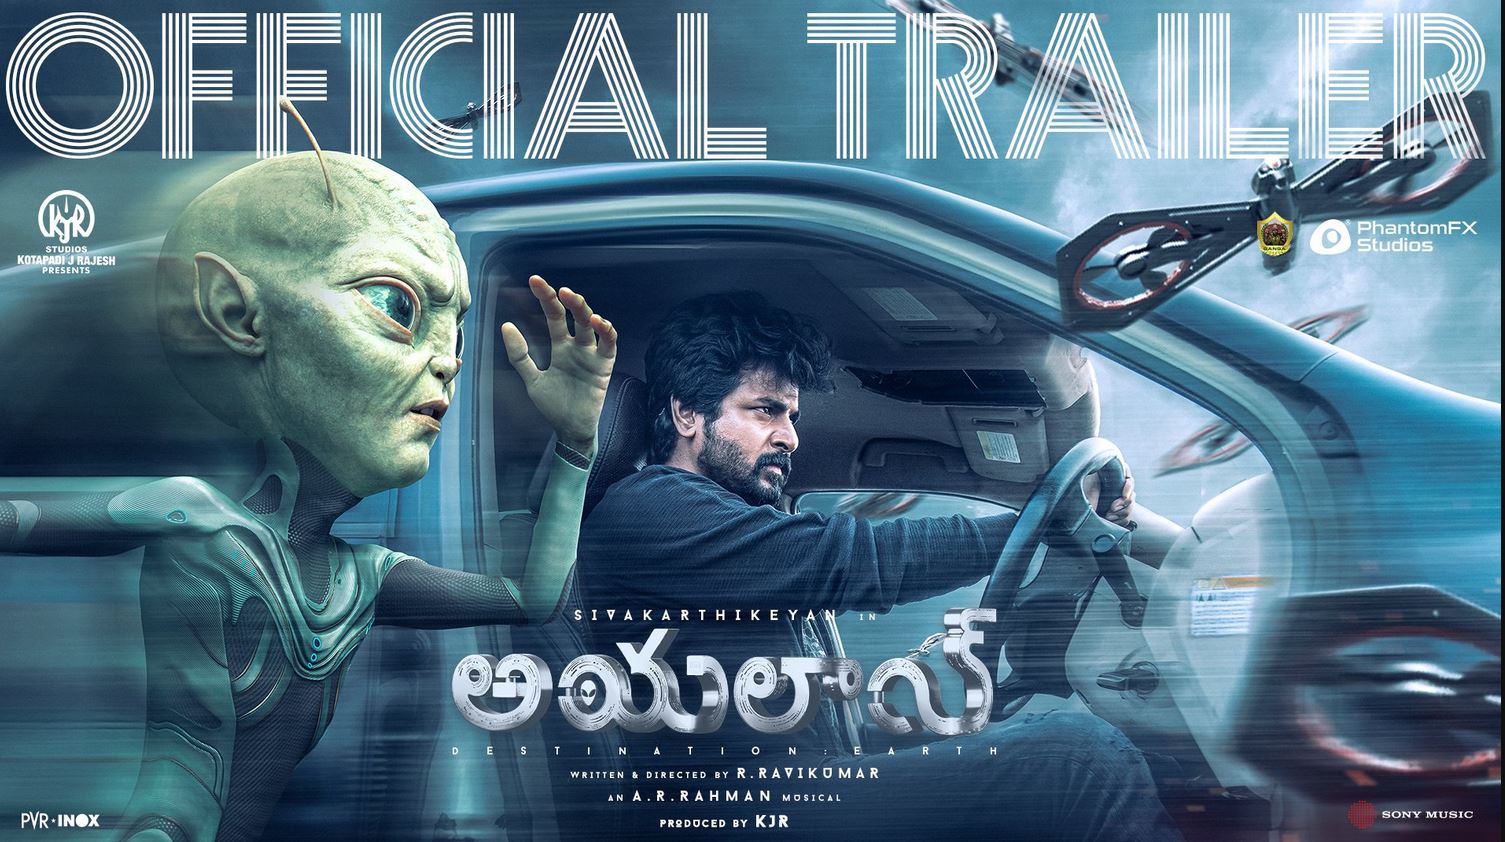 OFFICIAL TRAILER
KJR
STUDIOS
KOTAPADI J RAJESH
PRESENTS
GANGA
PhantomFX
Studios
SIVAKARTHIKEYAN IN
అయలాన్
DESTINATION : EARTH
WRITTEN & DIRECTED BY R.RAVIKUMAR
AN A.R.RAHMAN MUSICAL
PRODUCED BY KJR
PVR · INOX
SONY MUSIC